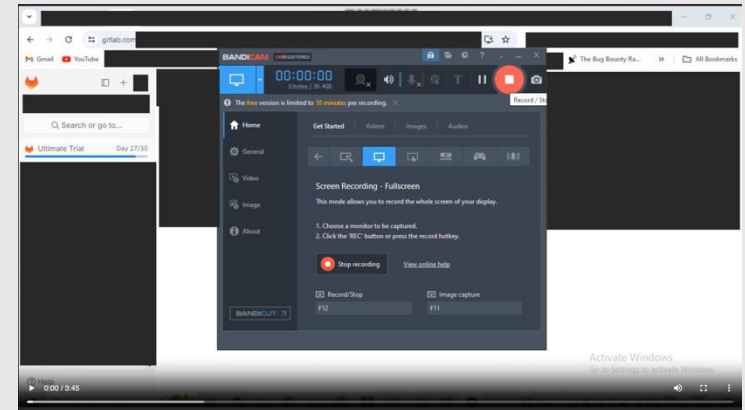 gitlab.com
Gmail
YouTube
The Bug Bounty Ra...
»
All Bookmarks
BANDICAM UNREGISTERED
00:00:00
0 bytes / 26.4GB
The free version is limited to 10 minutes per recording.
Record / Sto
Search or go to...
Ultimate Trial
Day 27/30
Home
General
Video
Image
About
BANDICUT
Get Started
Videos
Images
Audios
Screen Recording - Fullscreen
This mode allows you to record the whole screen of your display.
1. Choose a monitor to be captured.
2. Click the 'REC' button or press the record hotkey.
Stop recording
View online help
Record/Stop
Image capture
F12
F11
Activate Windows
Go to Settings to activate Windows.
Help
0:00 / 3:45